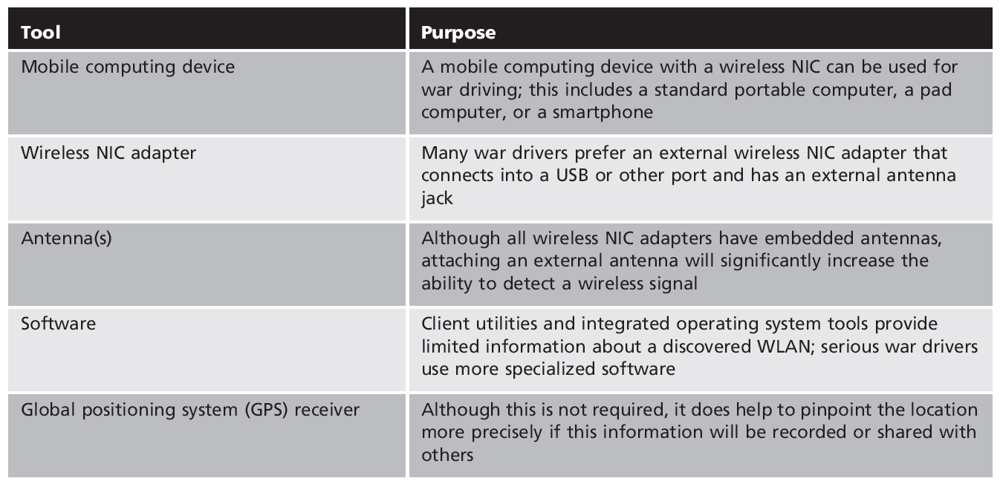 Tool
Purpose
Mobile computing device
A mobile computing device with a wireless NIC can be used for
war driving; this includes a standard portable computer, a pad
computer, or a smartphone
Wireless NIC adapter
Many war drivers prefer an external wireless NIC adapter that
connects into a USB or other port and has an external antenna
jack
Antenna(s)
Although all wireless NIC adapters have embedded antennas,
attaching an external antenna will significantly increase the
ability to detect a wireless signal
Software
Client utilities and integrated operating system tools provide
limited information about a discovered WLAN; serious war drivers
use more specialized software
Global positioning system (GPS) receiver
Although this is not required, it does help to pinpoint the location
more precisely if this information will be recorded or shared with
others